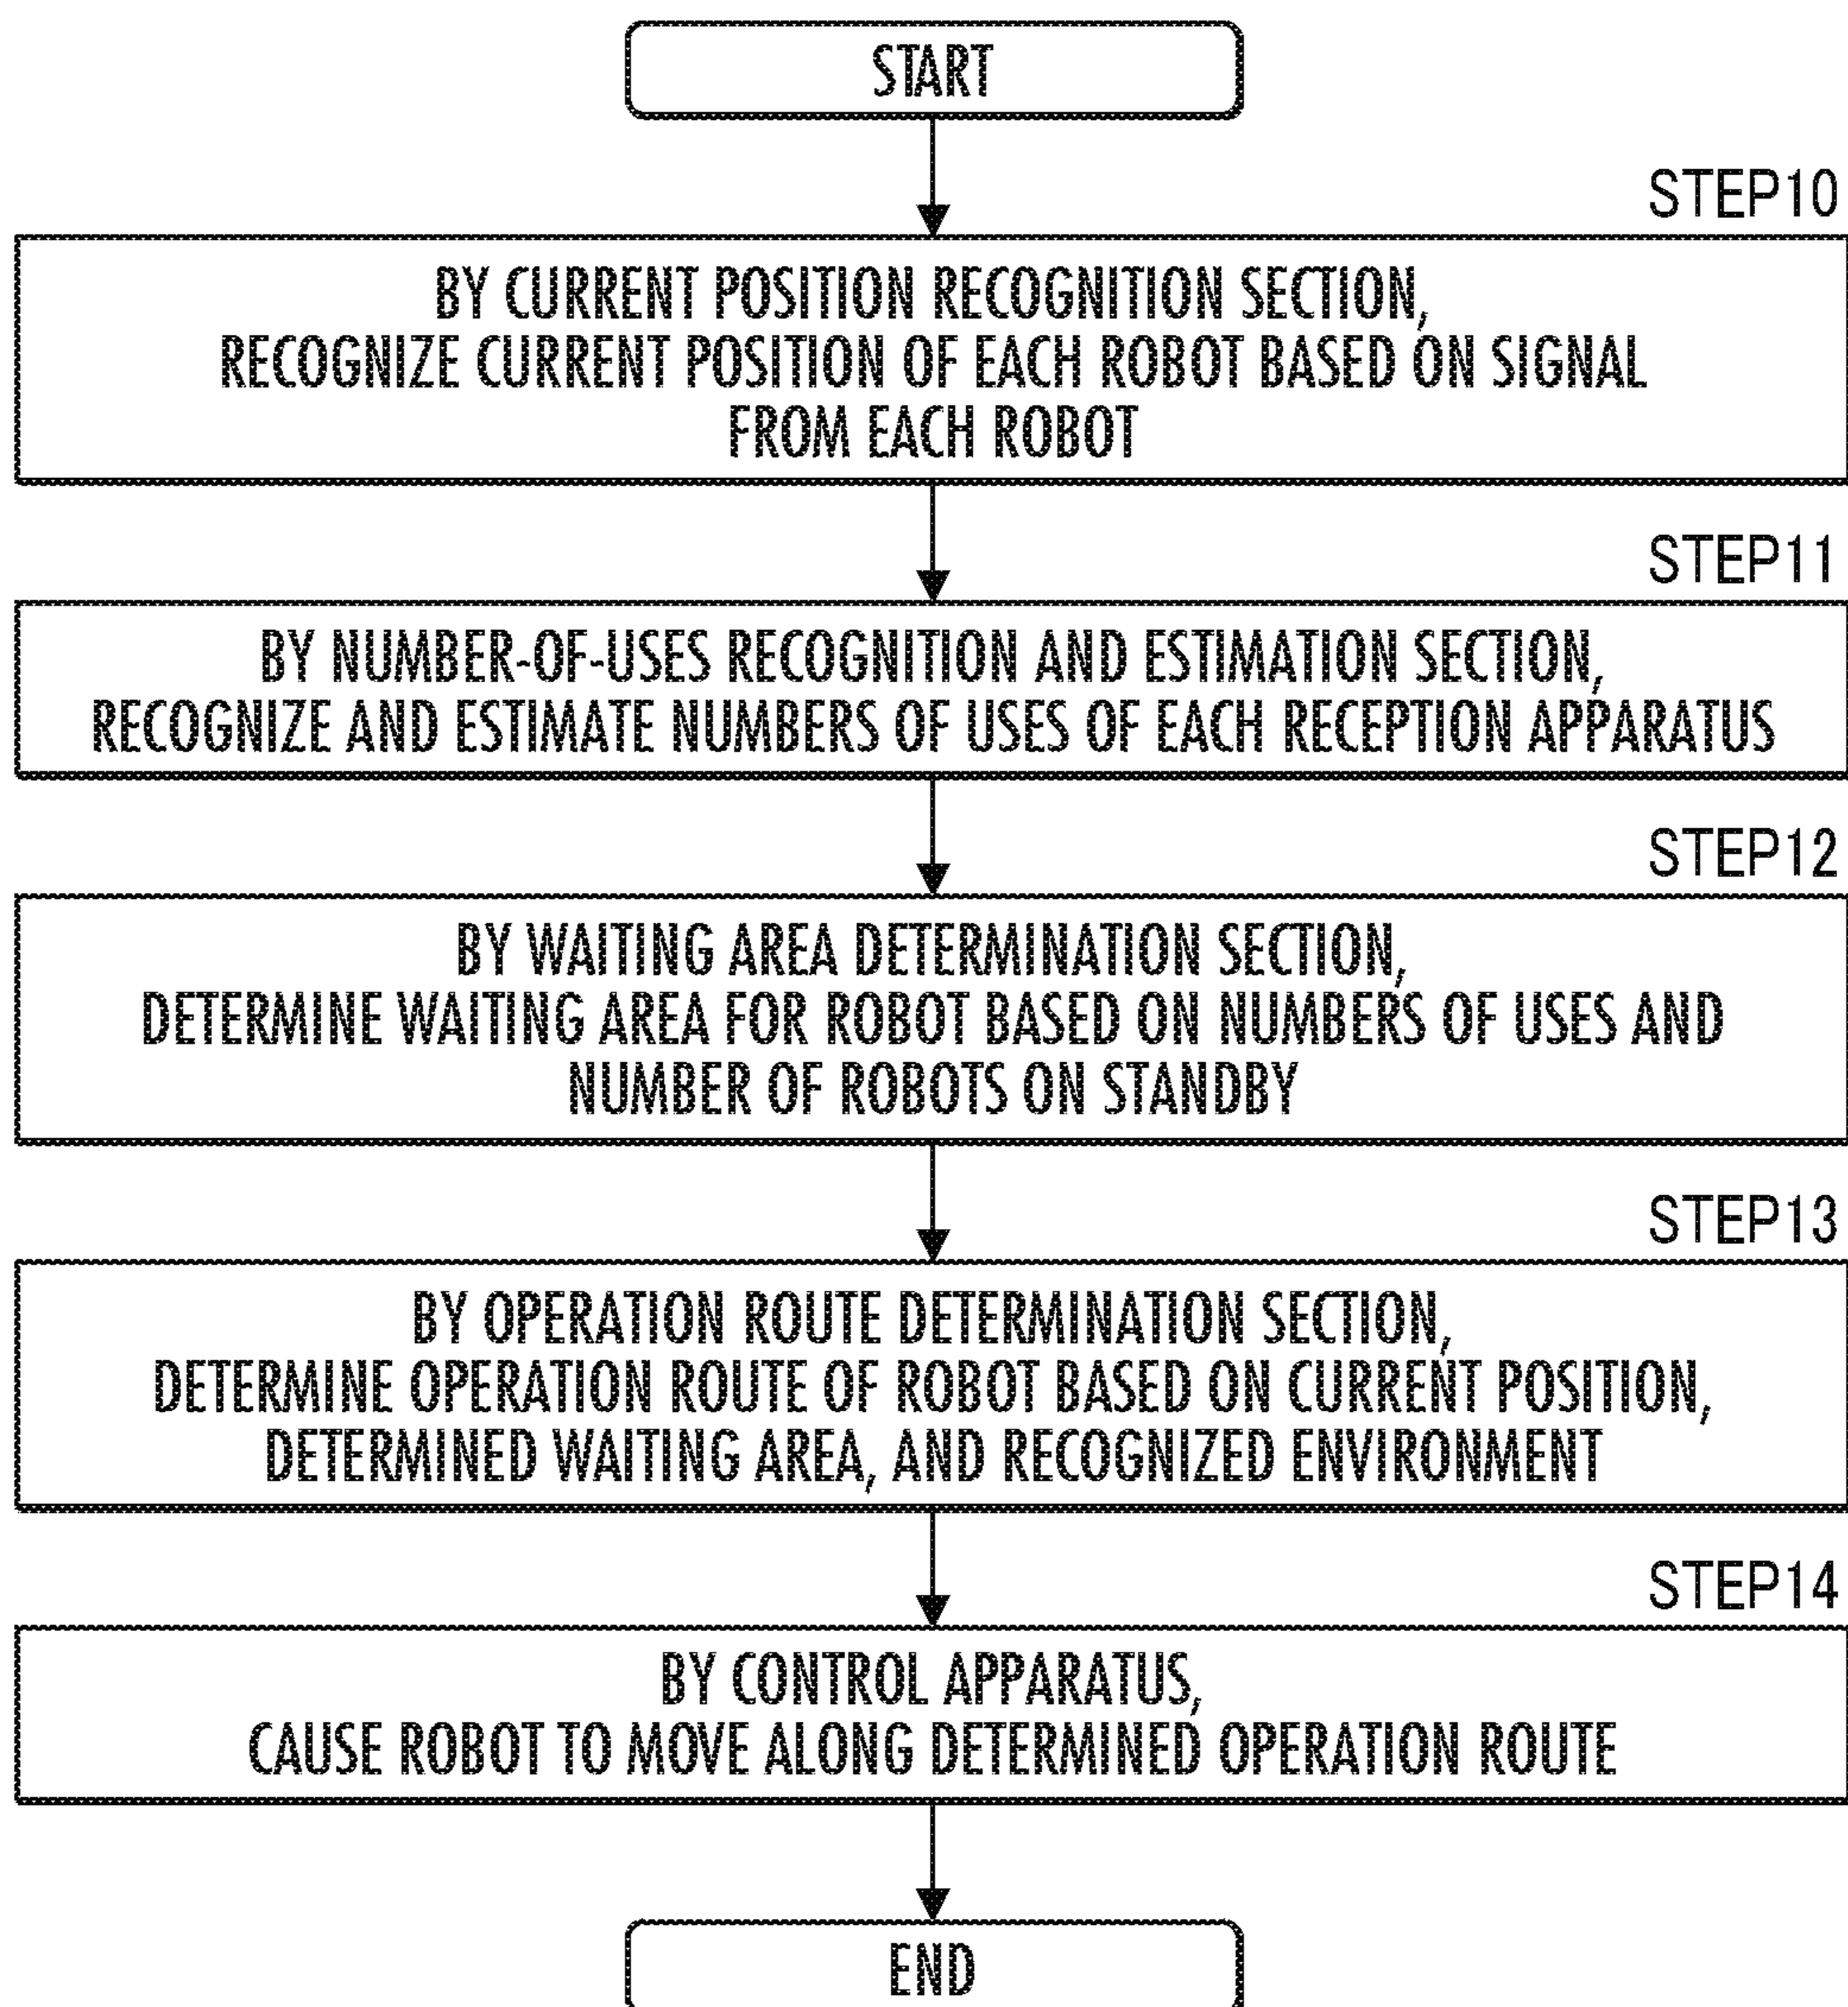 START
STEP10
BY CURRENT POSITION RECOGNITION SECTION,
RECOGNIZE CURRENT POSITION OF EACH ROBOT BASED ON SIGNAL
FROM EACH ROBOT
STEP11
BY NUMBER-OF-USES RECOGNITION AND ESTIMATION SECTION,
RECOGNIZE AND ESTIMATE NUMBERS OF USES OF EACH RECEPTION APPARATUS
STEP12
BY WAITING AREA DETERMINATION SECTION,
DETERMINE WAITING AREA FOR ROBOT BASED ON NUMBERS OF USES AND
NUMBER OF ROBOTS ON STANDBY
STEP13
BY OPERATION ROUTE DETERMINATION SECTION,
DETERMINE OPERATION ROUTE OF ROBOT BASED ON CURRENT POSITION,
DETERMINED WAITING AREA, AND RECOGNIZED ENVIRONMENT
STEP14
BY CONTROL APPARATUS,
CAUSE ROBOT TO MOVE ALONG DETERMINED OPERATION ROUTE
END